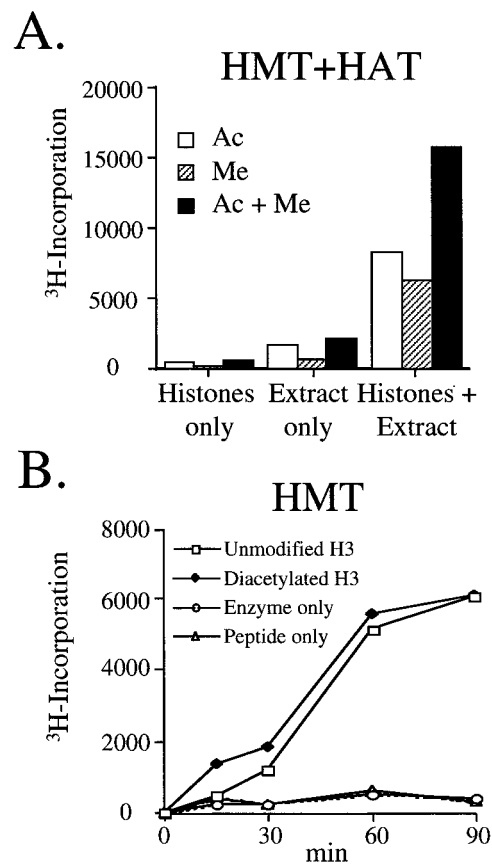 A.
HMT+HAT
20000
15000
10000
5000
0
³H-Incorporation
Ac
Me
Ac + Me
Histones only
Extract only
Histones + Extract
B.
HMT
8000
6000
4000
2000
0
³H-Incorporation
Unmodified H3
Diacetylated H3
Enzyme only
Peptide only
0 30 60 90
min